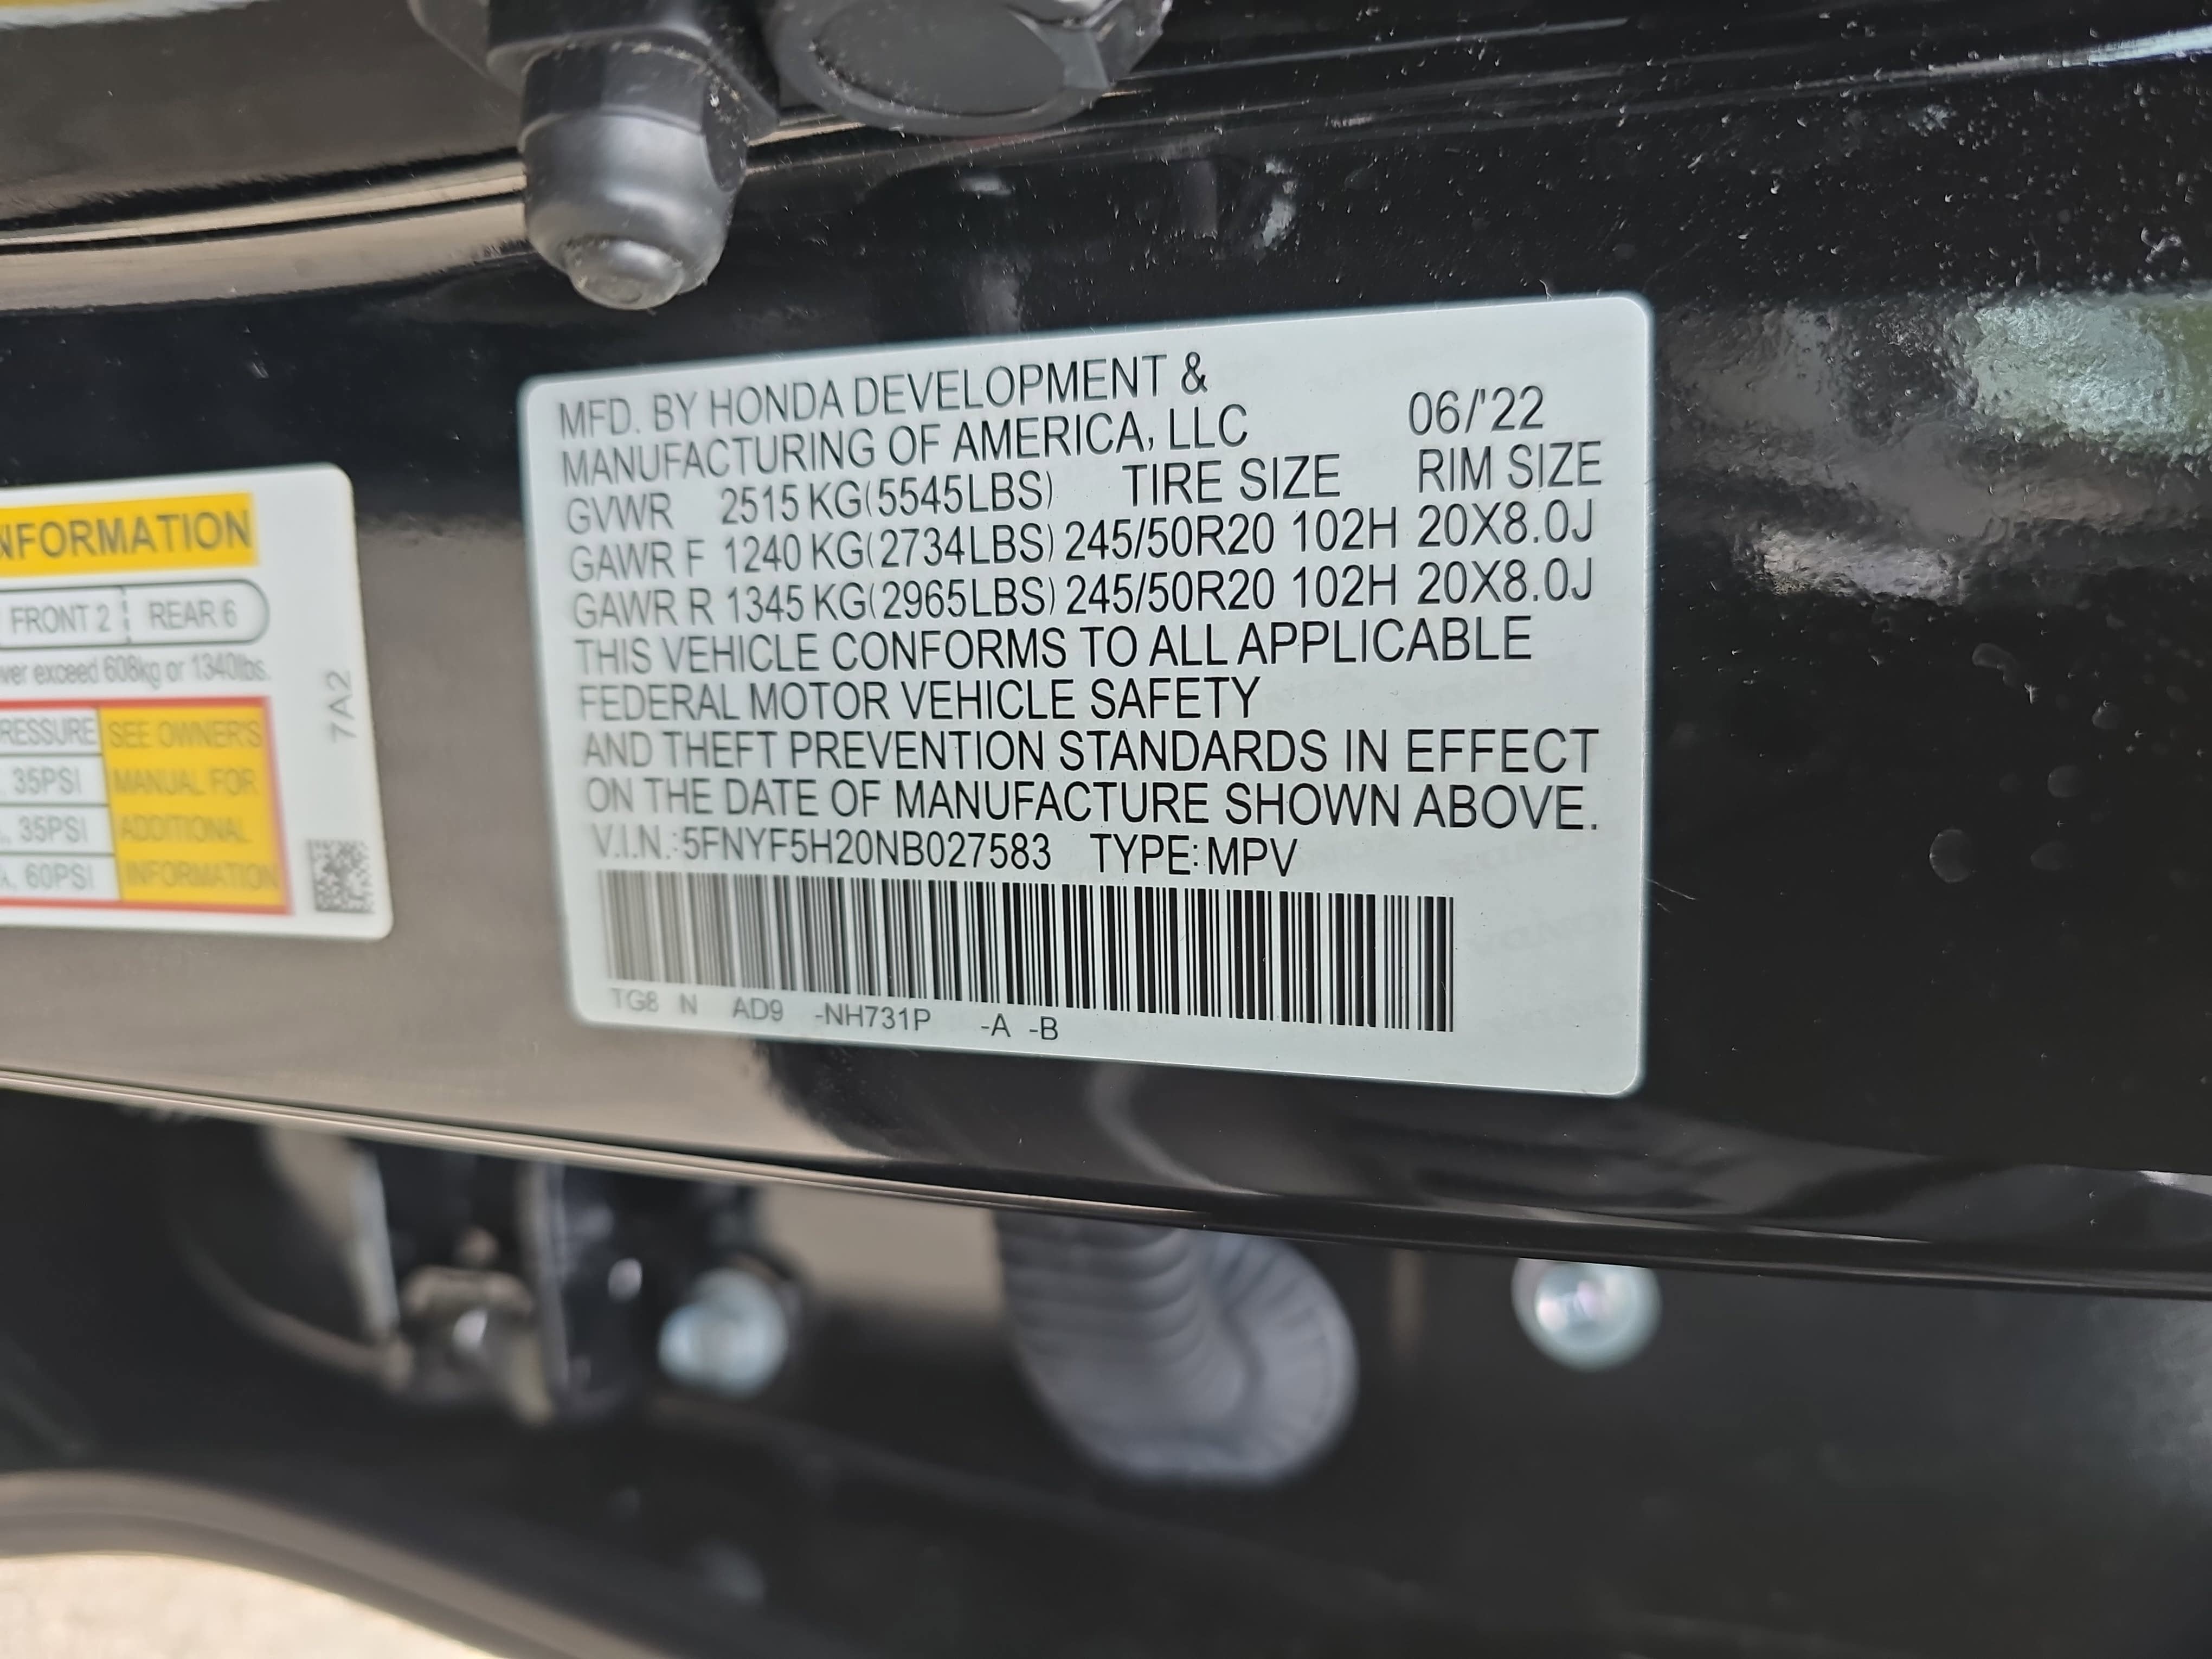 NFORMATION
FRONT 2 REAR 6
ver exceed 608kg or 1340lbs.
RESSURE SEE OWNER'S
35PSI MANUAL FOR
, 35PSI ADDITIONAL
, 60PSI INFORMATION
7A2
MFD. BY HONDA DEVELOPMENT &
MANUFACTURING OF AMERICA, LLC 06/'22
GVWR 2515 KG(5545LBS) TIRE SIZE RIM SIZE
GAWR F 1240 KG(2734LBS) 245/50R20 102H 20X8.0J
GAWR R 1345 KG(2965LBS) 245/50R20 102H 20X8.0J
THIS VEHICLE CONFORMS TO ALL APPLICABLE
FEDERAL MOTOR VEHICLE SAFETY
AND THEFT PREVENTION STANDARDS IN EFFECT
ON THE DATE OF MANUFACTURE SHOWN ABOVE.
V.I.N.:5FNYF5H20NB027583 TYPE:MPV
TG8 N AD9 -NH731P -A -B